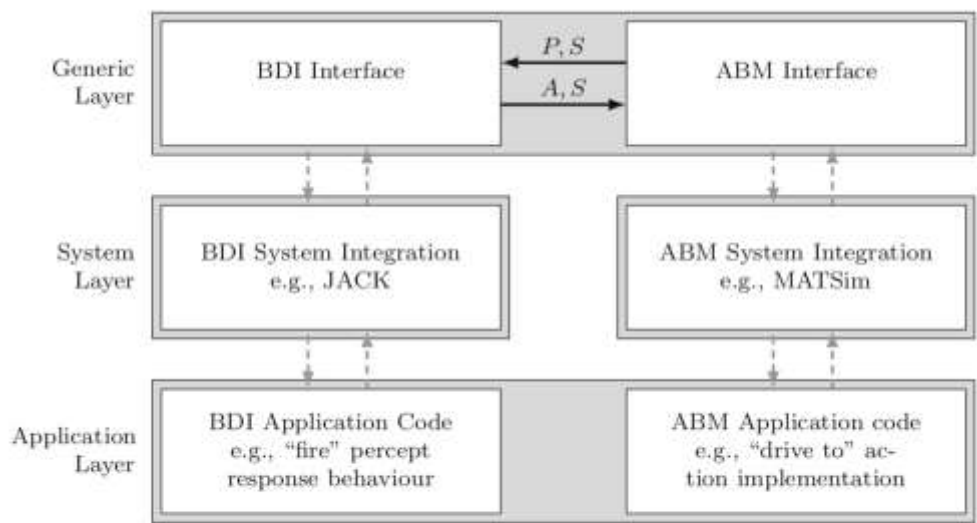 Generic
Layer
BDI Interface
P, S
A, S
ABM Interface
System
Layer
BDI System Integration
e.g., JACK
ABM System Integration
e.g., MATSim
Application
Layer
BDI Application Code
e.g., “fire” percept
response behaviour
ABM Application code
e.g., “drive to” ac-
tion implementation